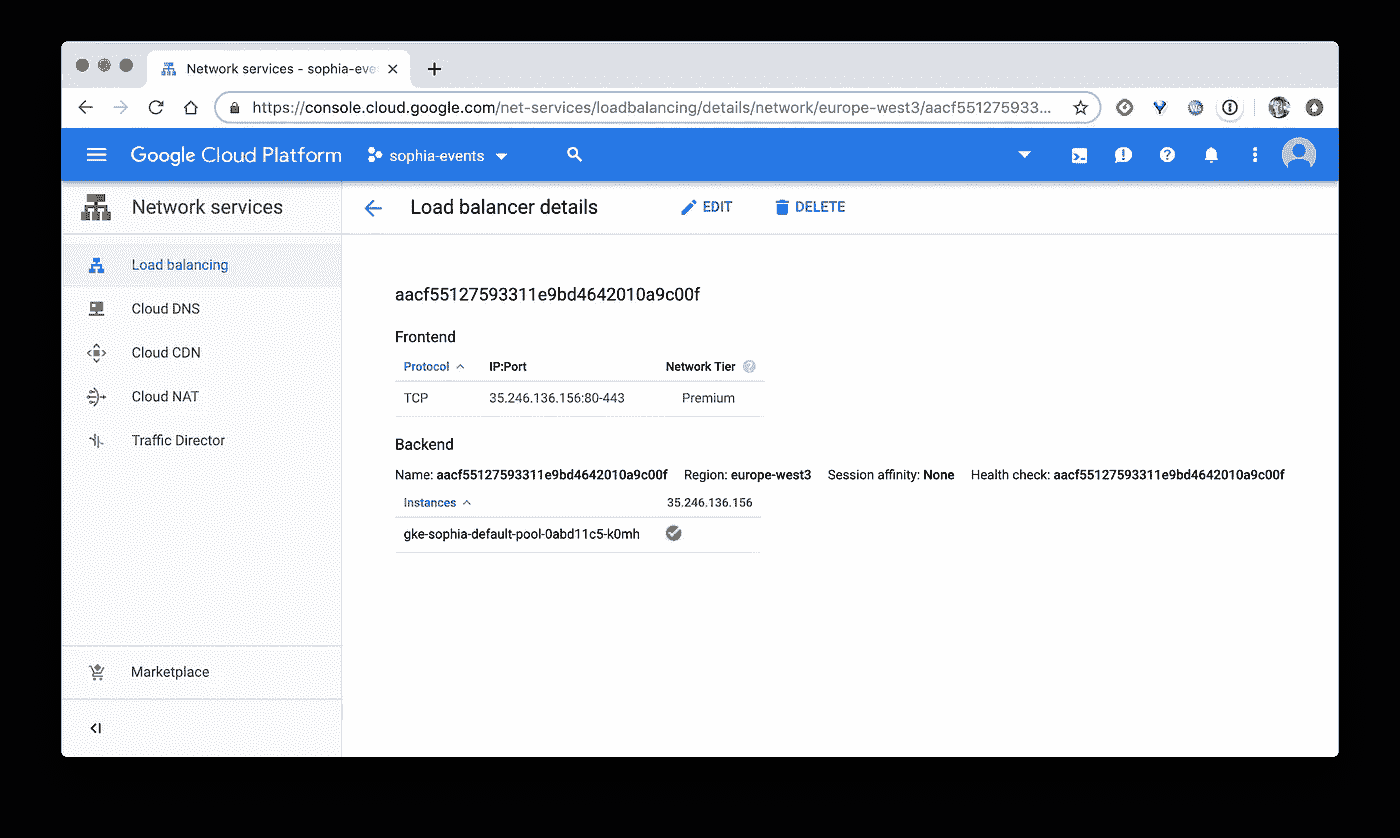 Network services - sophia-eve
https://console.cloud.google.com/net-services/loadbalancing/details/network/europe-west3/aacf551275933...
Google Cloud Platform sophia-events
Network services
Load balancer details EDIT DELETE
Load balancing
Cloud DNS
Cloud CDN
Cloud NAT
Traffic Director
Marketplace
aacf55127593311e9bd4642010a9c00f
Frontend
Protocol IP:Port Network Tier
TCP 35.246.136.156:80-443 Premium
Backend
Name: aacf55127593311e9bd4642010a9c00f Region: europe-west3 Session affinity: None Health check: aacf55127593311e9bd4642010a9c00f
Instances 35.246.136.156
gke-sophia-default-pool-0abd11c5-k0mh